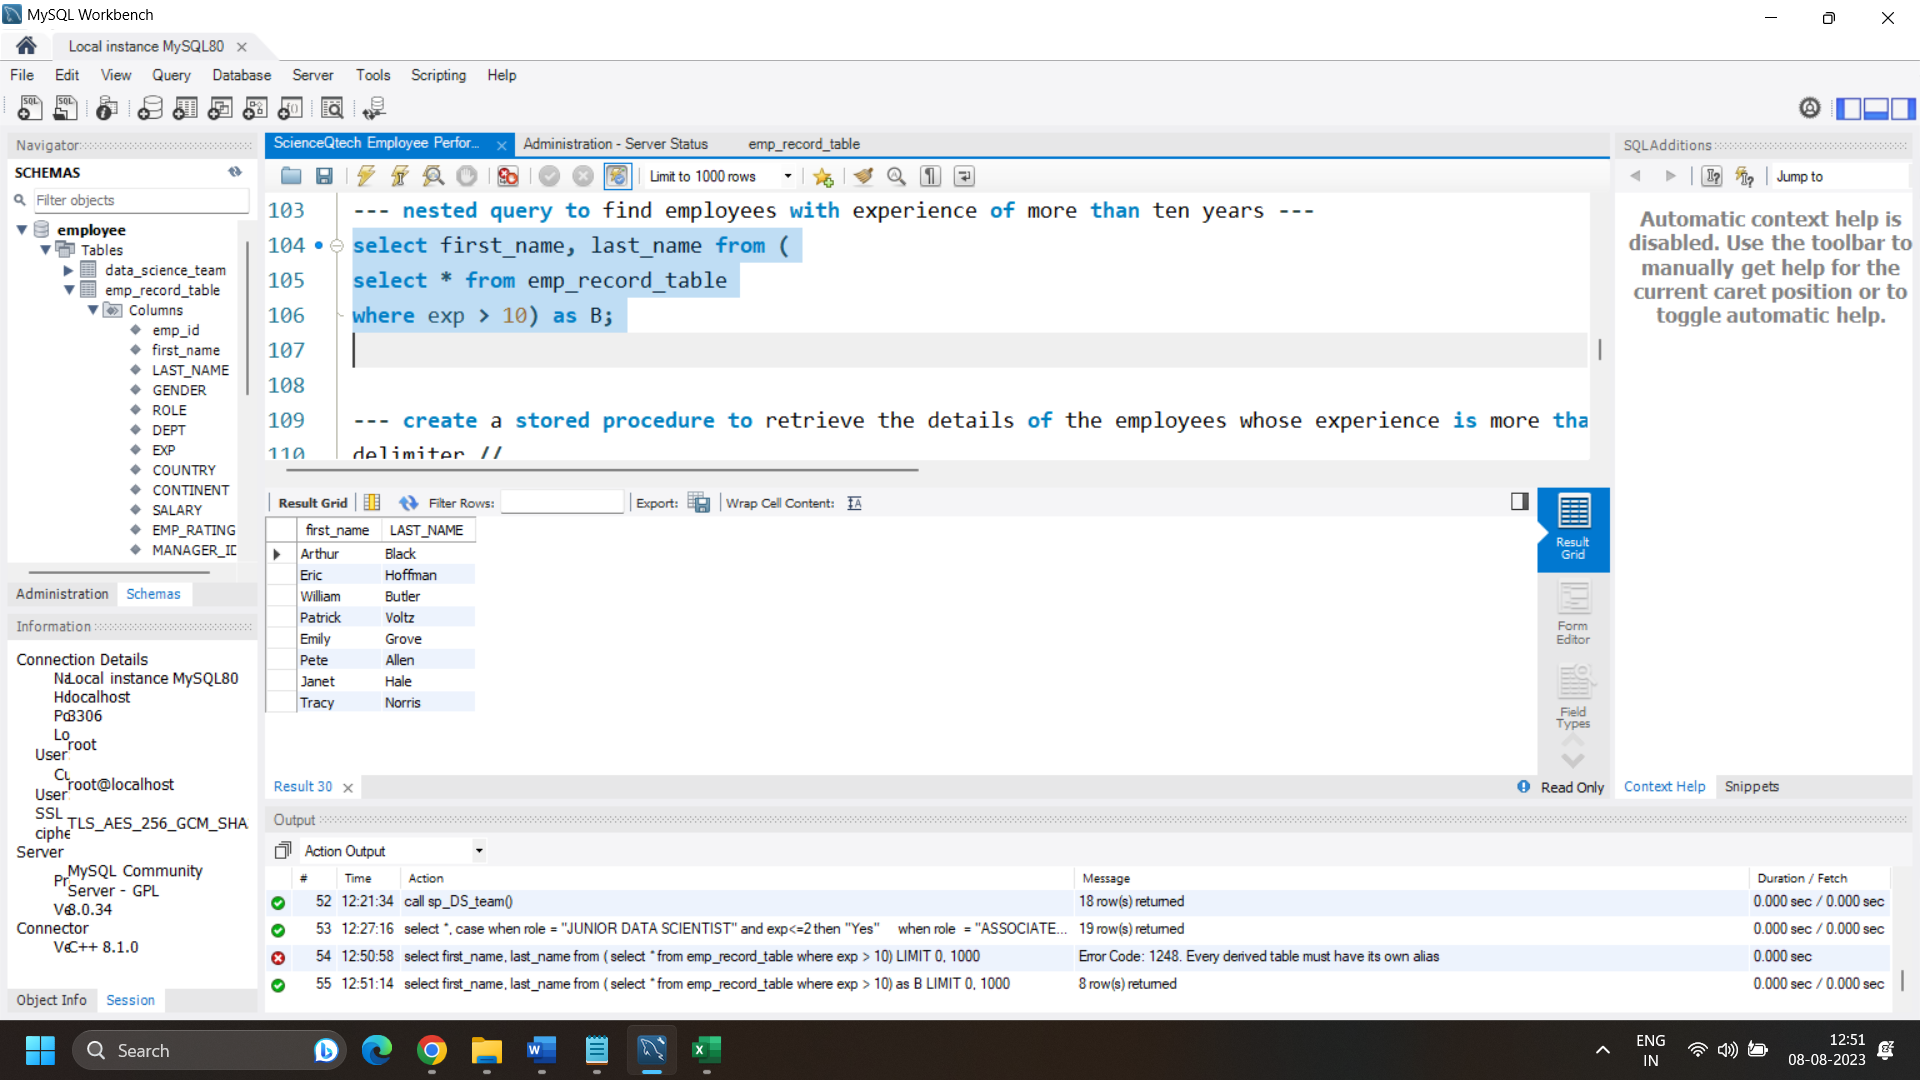 MySQL Workbench
Local instance MySQL80
File Edit View Query Database Server Tools Scripting Help
Navigator
SCHEMAS
Filter objects
employee
Tables
data_science_team
emp_record_table
Columns
emp_id
first_name
LAST_NAME
GENDER
ROLE
DEPT
EXP
COUNTRY
CONTINENT
SALARY
EMP_RATING
MANAGER_ID
Administration Schemas
Information
Connection Details
Local instance MySQL80
localhost
3306
root
User
root@localhost
User
SSL
TLS_AES_256_GCM_SHA
ciphe
Server
MySQL Community
Server - GPL
8.0.34
Connector
C++ 8.1.0
Object Info Session
ScienceQtech Employee Perfor... Administration - Server Status emp_record_table
Limit to 1000 rows
103 --- nested query to find employees with experience of more than ten years ---
104 select first_name, last_name from (
105 select * from emp_record_table
106 where exp > 10) as B;
107
108
109 --- create a stored procedure to retrieve the details of the employees whose experience is more tha
110 delimiter //
Result Grid Filter Rows: Export: Wrap Cell Content:
first_name LAST_NAME
Arthur Black
Eric Hoffman
William Butler
Patrick Voltz
Emily Grove
Pete Allen
Janet Hale
Tracy Norris
Result
Grid
Form
Editor
Field
Types
Result 30
Read Only
SQLAdditions
Jump to
Automatic context help is
disabled. Use the toolbar to
manually get help for the
current caret position or to
toggle automatic help.
Context Help Snippets
Output
Action Output
# Time Action Message Duration / Fetch
52 12:21:34 call sp_DS_team() 18 row(s) returned 0.000 sec / 0.000 sec
53 12:27:16 select *, case when role = "JUNIOR DATA SCIENTIST" and exp<=2 then "Yes" when role = "ASSOCIATE... 19 row(s) returned 0.000 sec / 0.000 sec
54 12:50:58 select first_name, last_name from ( select * from emp_record_table where exp > 10) LIMIT 0, 1000 Error Code: 1248. Every derived table must have its own alias 0.000 sec
55 12:51:14 select first_name, last_name from ( select * from emp_record_table where exp > 10) as B LIMIT 0, 1000 8 row(s) returned 0.000 sec / 0.000 sec
Search
ENG
IN
12:51
08-08-2023